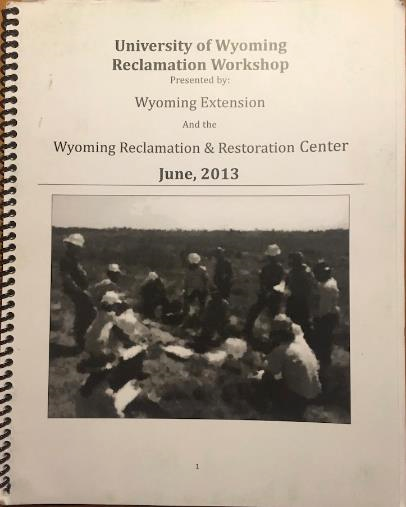 University of Wyoming
Reclamation Workshop
Presented by:
Wyoming Extension
And the
Wyoming Reclamation & Restoration Center
June, 2013
1